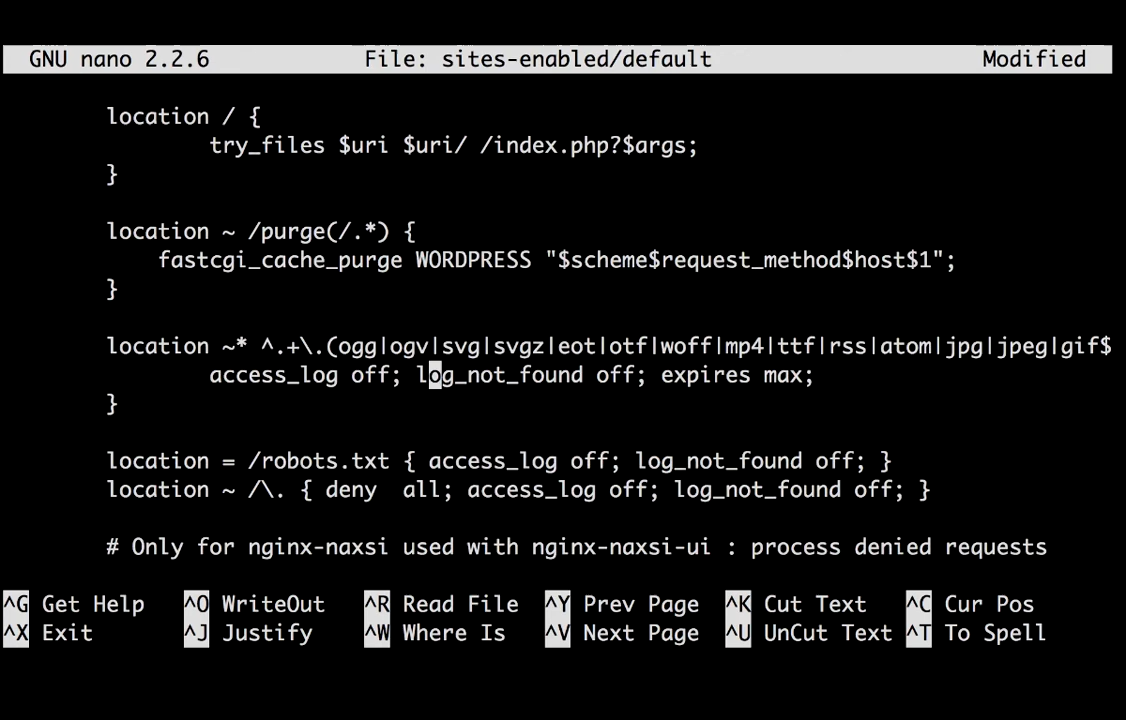 GNU nano 2.2.6 File: sites-enabled/default Modified
location / {
try_files $uri $uri/ /index.php?$args;
}
location ~ /purge(/.*) {
fastcgi_cache_purge WORDPRESS "$scheme$request_method$host$1";
}
location ~* ^.+\.(ogg|ogv|svg|svgz|eot|otf|woff|mp4|ttf|rss|atom|jpg|jpeg|gif$
access_log off; log_not_found off; expires max;
}
location = /robots.txt { access_log off; log_not_found off; }
location ~ /\. { deny  all; access_log off; log_not_found off; }
# Only for nginx-naxsi used with nginx-naxsi-ui : process denied requests
^G Get Help ^O WriteOut ^R Read File ^Y Prev Page ^K Cut Text ^C Cur Pos
^X Exit ^J Justify ^W Where Is ^V Next Page ^U UnCut Text ^T To Spell